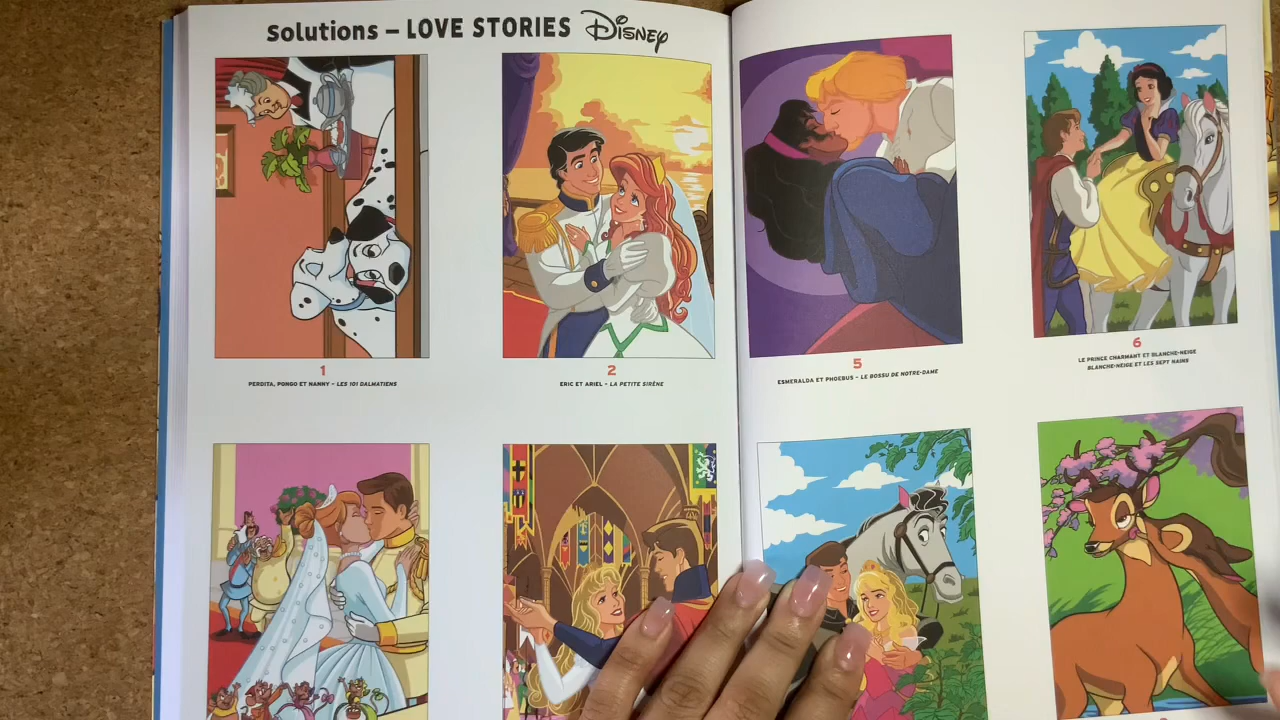 Solutions – LOVE STORIES Disney
1
PERDITA, PONGO ET NANNY – LES 101 DALMATIENS
2
ERIC ET ARIEL – LA PETITE SIRÈNE
5
ESMERALDA ET PHOEBUS – LE BOSSU DE NOTRE-DAME
6
LE PRINCE CHARMANT ET BLANCHE-NEIGE
BLANCHE-NEIGE ET LES SEPT NAINS